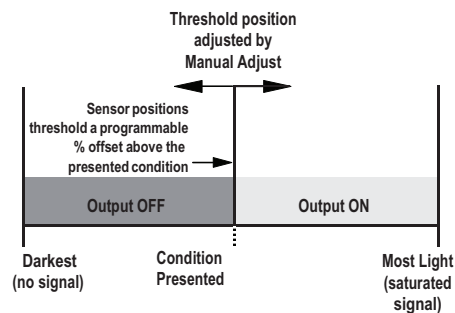 Threshold position
adjusted by
Manual Adjust
Sensor positions
threshold a programmable
% offset above the
presented condition
Output OFF
Output ON
Darkest
(no signal)
Condition
Presented
Most Light
(saturated
signal)